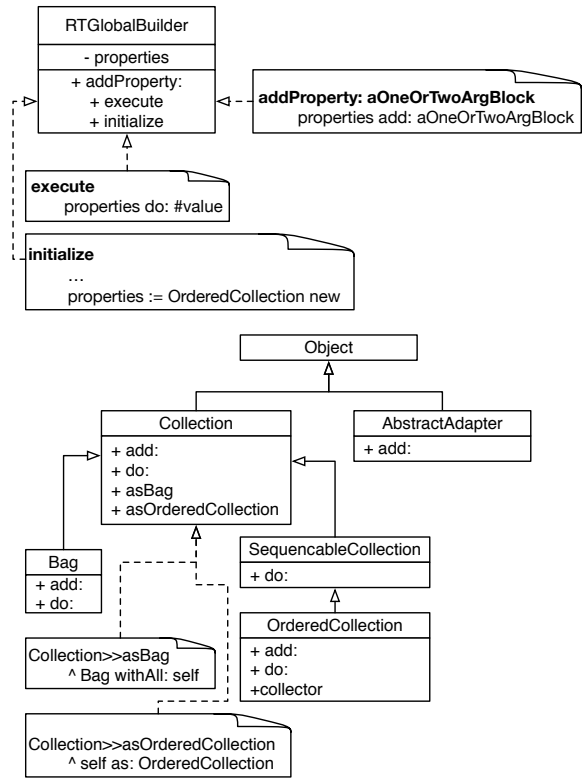 RTGlobalBuilder
- properties
+ addProperty:
+ execute
+ initialize
addProperty: aOneOrTwoArgBlock
properties add: aOneOrTwoArgBlock
execute
properties do: #value
initialize
…
properties := OrderedCollection new
Object
Collection
+ add:
+ do:
+ asBag
+ asOrderedCollection
AbstractAdapter
+ add:
Bag
+ add:
+ do:
SequencableCollection
+ do:
OrderedCollection
+ add:
+ do:
+collector
Collection>>asBag
^ Bag withAll: self
Collection>>asOrderedCollection
^ self as: OrderedCollection